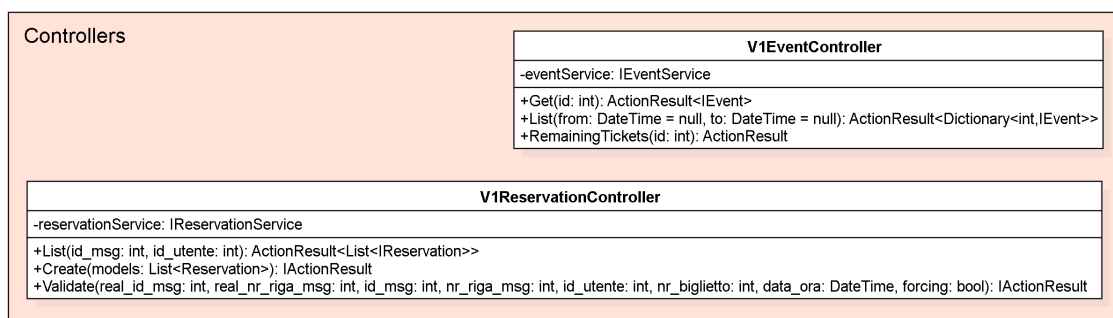 Controllers
V1EventController
-eventService: IEventService
+Get(id: int): ActionResult<IEvent>
+List(from: DateTime = null, to: DateTime = null): ActionResult<Dictionary<int,IEvent>>
+RemainingTickets(id: int): ActionResult
V1ReservationController
-reservationService: IReservationService
+List(id_msg: int, id_utente: int): ActionResult<List<IReservation>>
+Create(models: List<Reservation>): IActionResult
+Validate(real_id_msg: int, real_nr_riga_msg: int, id_msg: int, nr_riga_msg: int, id_utente: int, nr_biglietto: int, data_ora: DateTime, forcing: bool): IActionResult